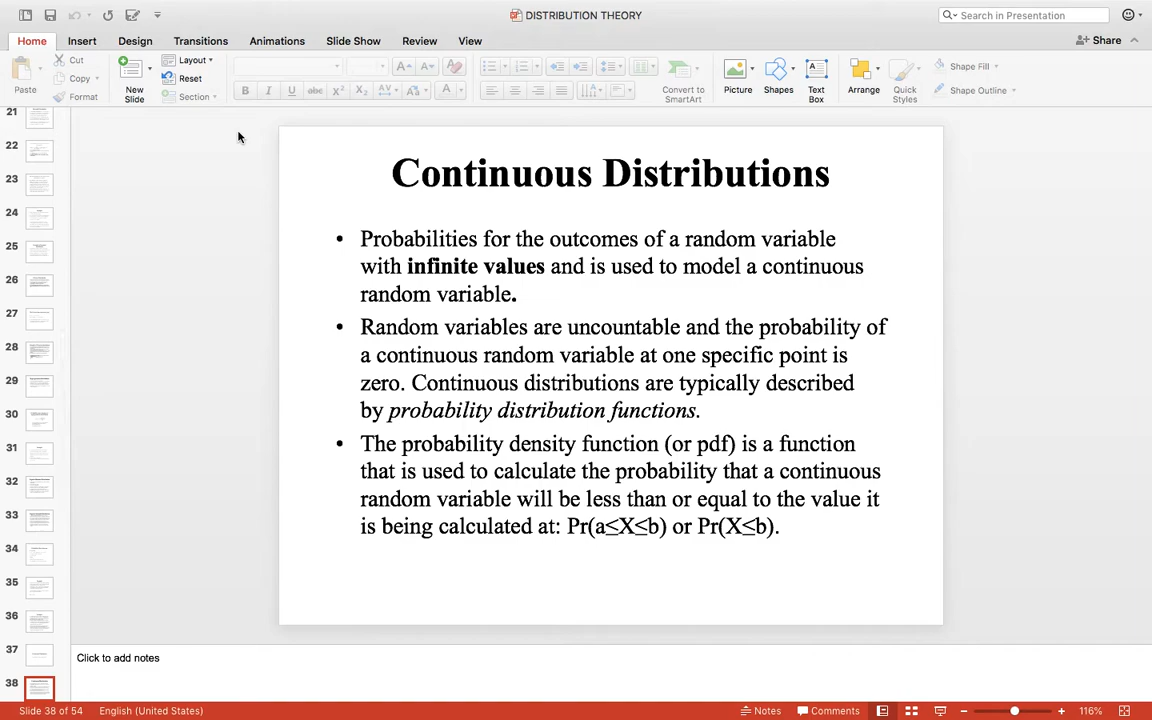 DISTRIBUTION THEORY
Search in Presentation
Home Insert Design Transitions Animations Slide Show Review View Share
Paste Cut Copy Format
New Slide Layout Reset Section
B I U abc X² X₂ AV Aa A
Convert to SmartArt Picture Shapes Text Box Arrange Quick Styles Shape Fill Shape Outline
21
22
23
24
25
26
27
28
29
30
31
32
33
34
35
36
37
38
Continuous Distributions
• Probabilities for the outcomes of a random variable
with infinite values and is used to model a continuous
random variable.
• Random variables are uncountable and the probability of
a continuous random variable at one specific point is
zero. Continuous distributions are typically described
by probability distribution functions.
• The probability density function (or pdf) is a function
that is used to calculate the probability that a continuous
random variable will be less than or equal to the value it
is being calculated at: Pr(a≤X≤b) or Pr(X≤b).
Click to add notes
Slide 38 of 54 English (United States) Notes Comments 116%